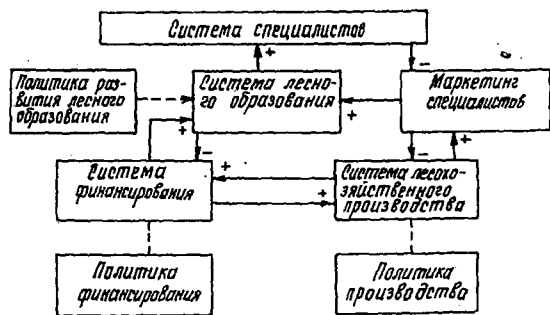 Система специалистов
Политика раз-
вития лесного
образования
Система лесно-
го образования
Маркетинг
специалистов
Система
финансирования
Система лесохо-
зяйственного
производства
Политика
финансирования
Политика
производства